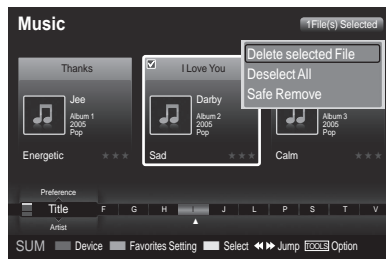 Music
1File(s) Selected
Delete selected File
Deselect All
Safe Remove
Thanks
I Love You
Jee
Album 1
2005
Pop
Darby
Album 2
2005
Pop
Album 3
2005
Pop
Energetic
Sad
Calm
Preference
Title F G H I J L P S T V
Artist
SUM Device Favorites Setting Select Jump TOOLS Option